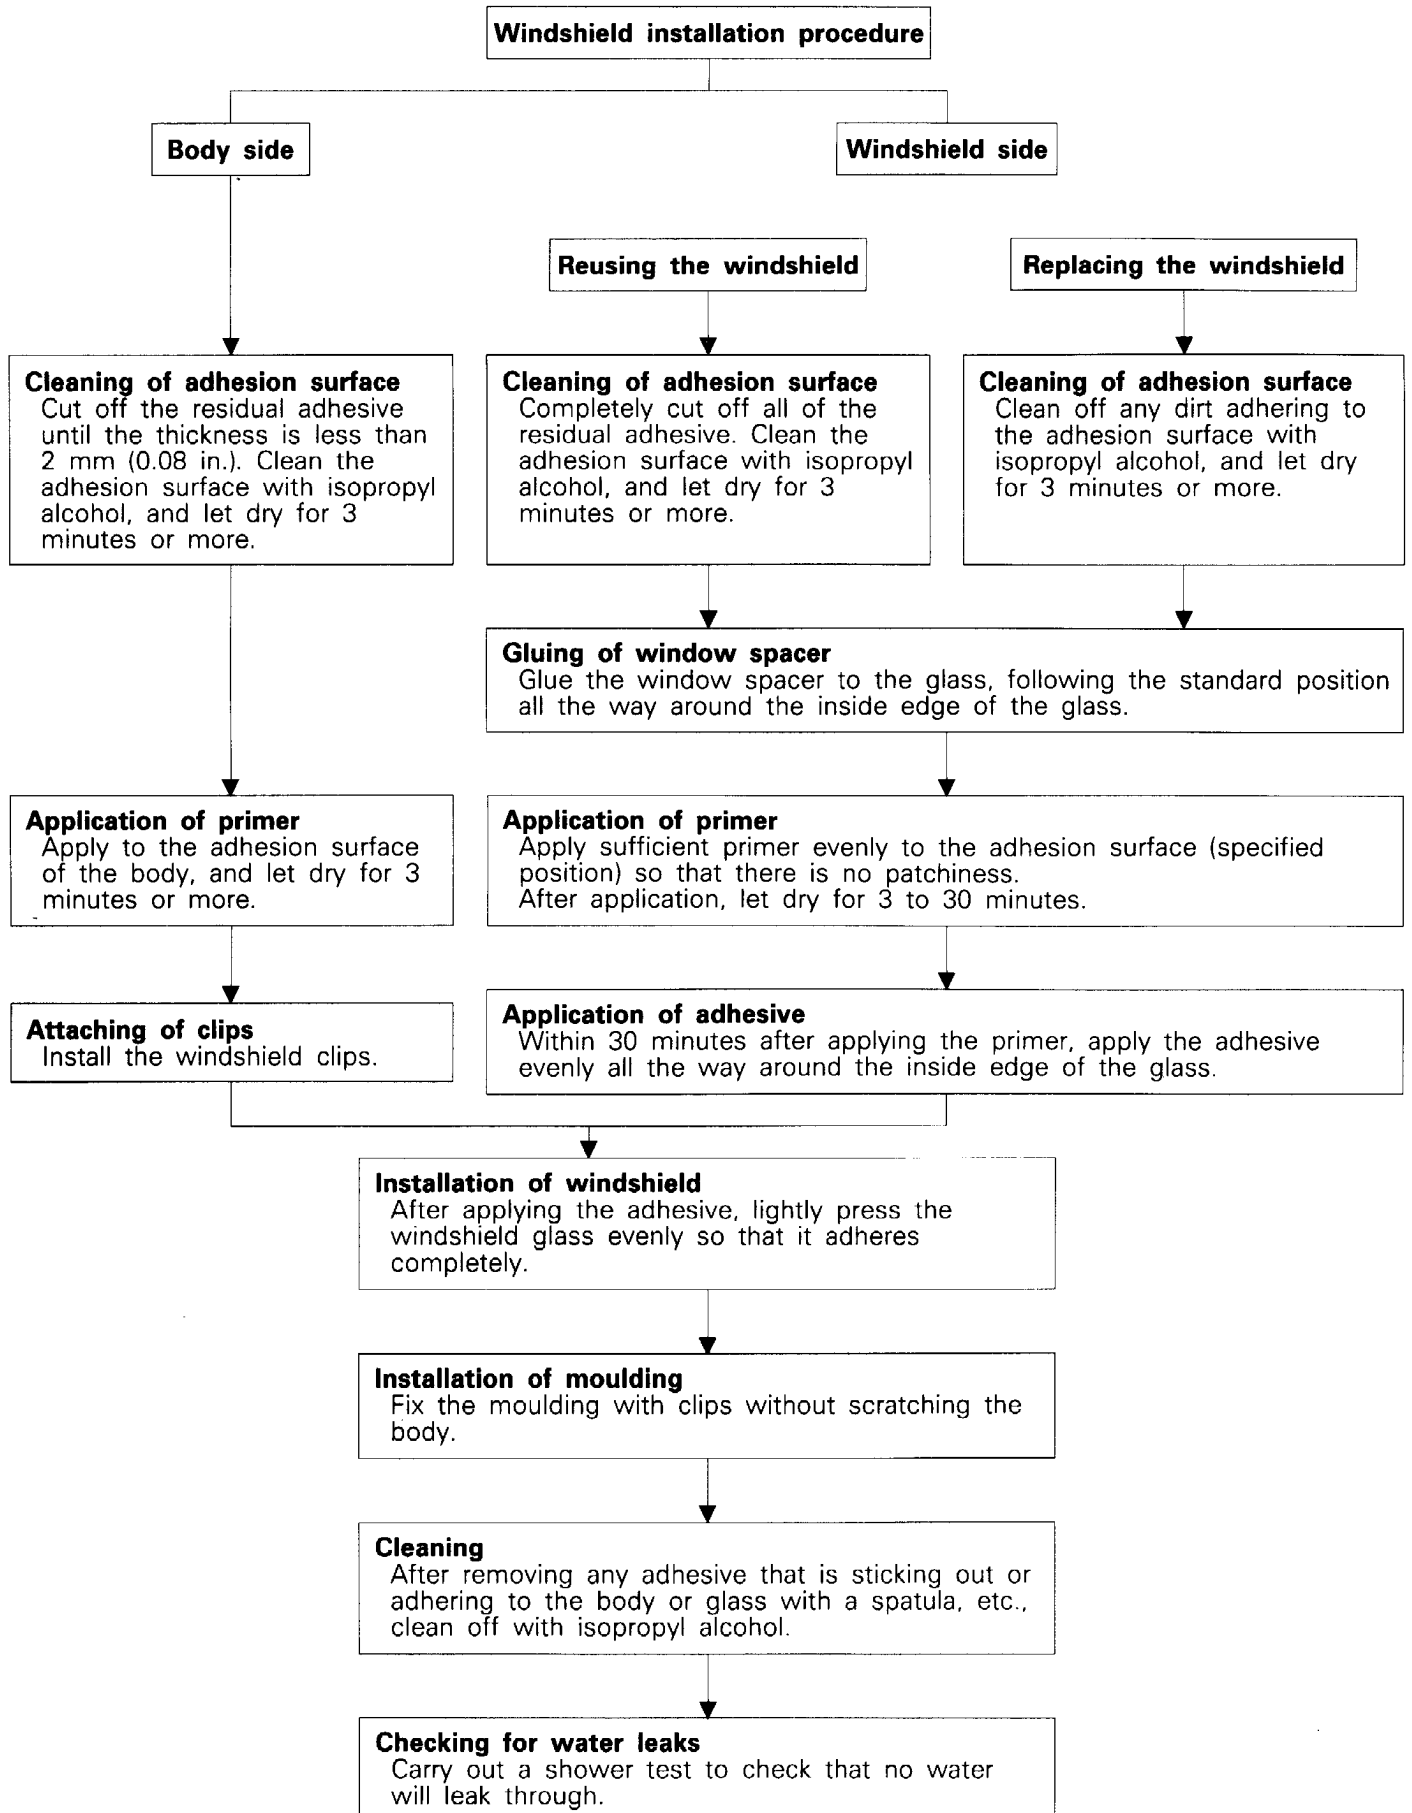 Windshield installation procedure
Body side
Windshield side
Reusing the windshield
Replacing the windshield
Cleaning of adhesion surface
Cut off the residual adhesive
until the thickness is less than
2 mm (0.08 in.). Clean the
adhesion surface with isopropyl
alcohol, and let dry for 3
minutes or more.
Cleaning of adhesion surface
Completely cut off all of the
residual adhesive. Clean the
adhesion surface with isopropyl
alcohol, and let dry for 3
minutes or more.
Cleaning of adhesion surface
Clean off any dirt adhering to
the adhesion surface with
isopropyl alcohol, and let dry
for 3 minutes or more.
Gluing of window spacer
Glue the window spacer to the glass, following the standard position
all the way around the inside edge of the glass.
Application of primer
Apply to the adhesion surface
of the body, and let dry for 3
minutes or more.
Application of primer
Apply sufficient primer evenly to the adhesion surface (specified
position) so that there is no patchiness.
After application, let dry for 3 to 30 minutes.
Attaching of clips
Install the windshield clips.
Application of adhesive
Within 30 minutes after applying the primer, apply the adhesive
evenly all the way around the inside edge of the glass.
Installation of windshield
After applying the adhesive, lightly press the
windshield glass evenly so that it adheres
completely.
Installation of moulding
Fix the moulding with clips without scratching the
body.
Cleaning
After removing any adhesive that is sticking out or
adhering to the body or glass with a spatula, etc.,
clean off with isopropyl alcohol.
Checking for water leaks
Carry out a shower test to check that no water
will leak through.